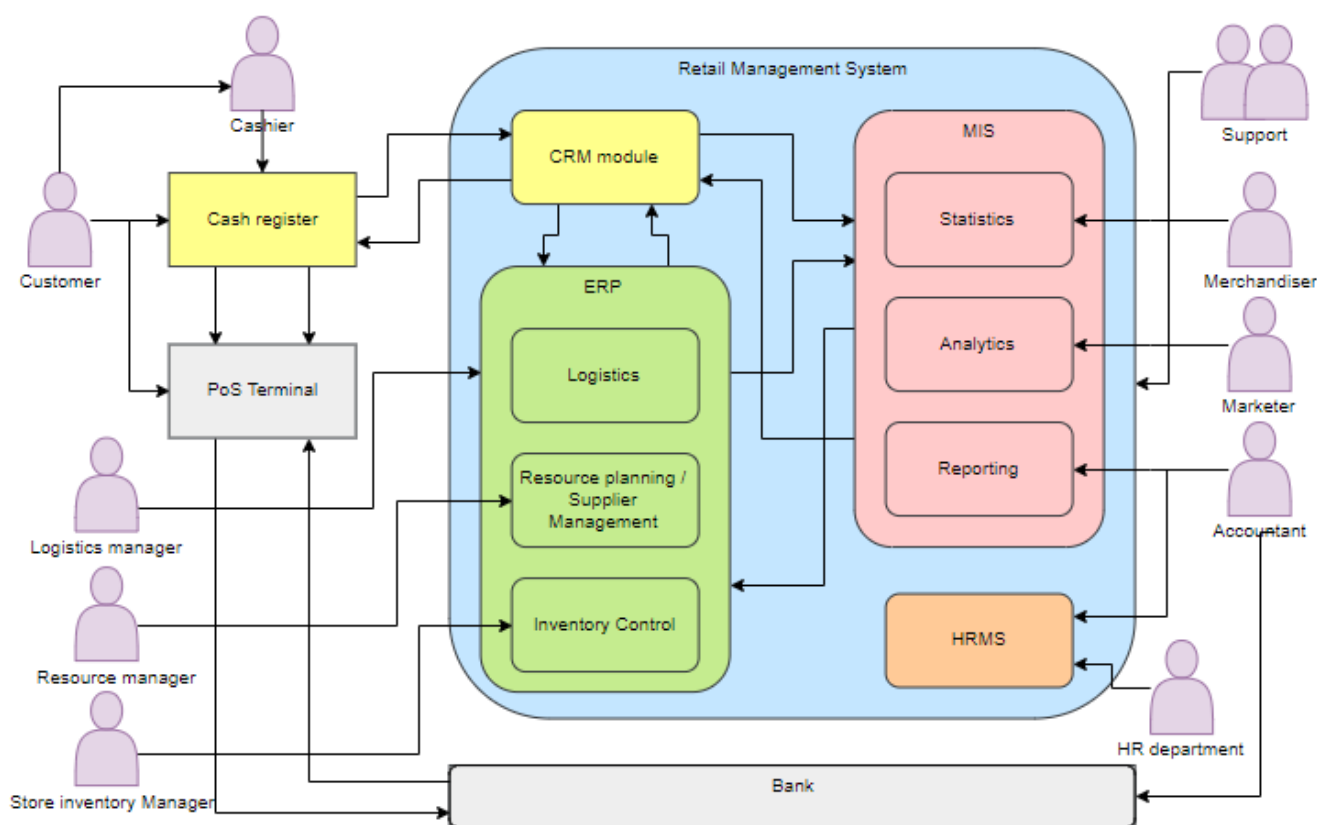 Retail Management System
Cashier
Support
CRM module
MIS
Cash register
Statistics
Customer
Merchandiser
ERP
Logistics
Analytics
PoS Terminal
Marketer
Resource planning /
Supplier
Management
Reporting
Logistics manager
Accountant
Inventory Control
HRMS
Resource manager
HR department
Store inventory Manager
Bank